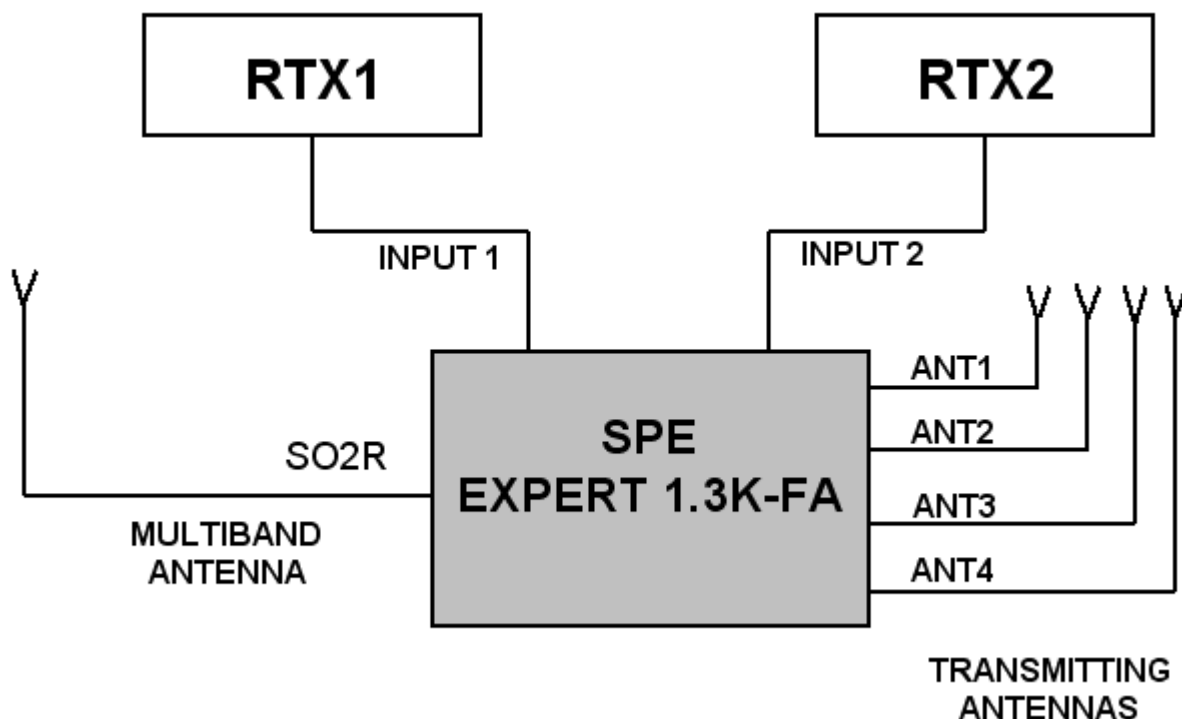 RTX1
RTX2
INPUT 1
INPUT 2
ANT1
SPE
ANT2
SO2R
EXPERT 1.3K-FA
ANT3
MULTIBAND
ANTENNA
ANT4
TRANSMITTING
ANTENNAS